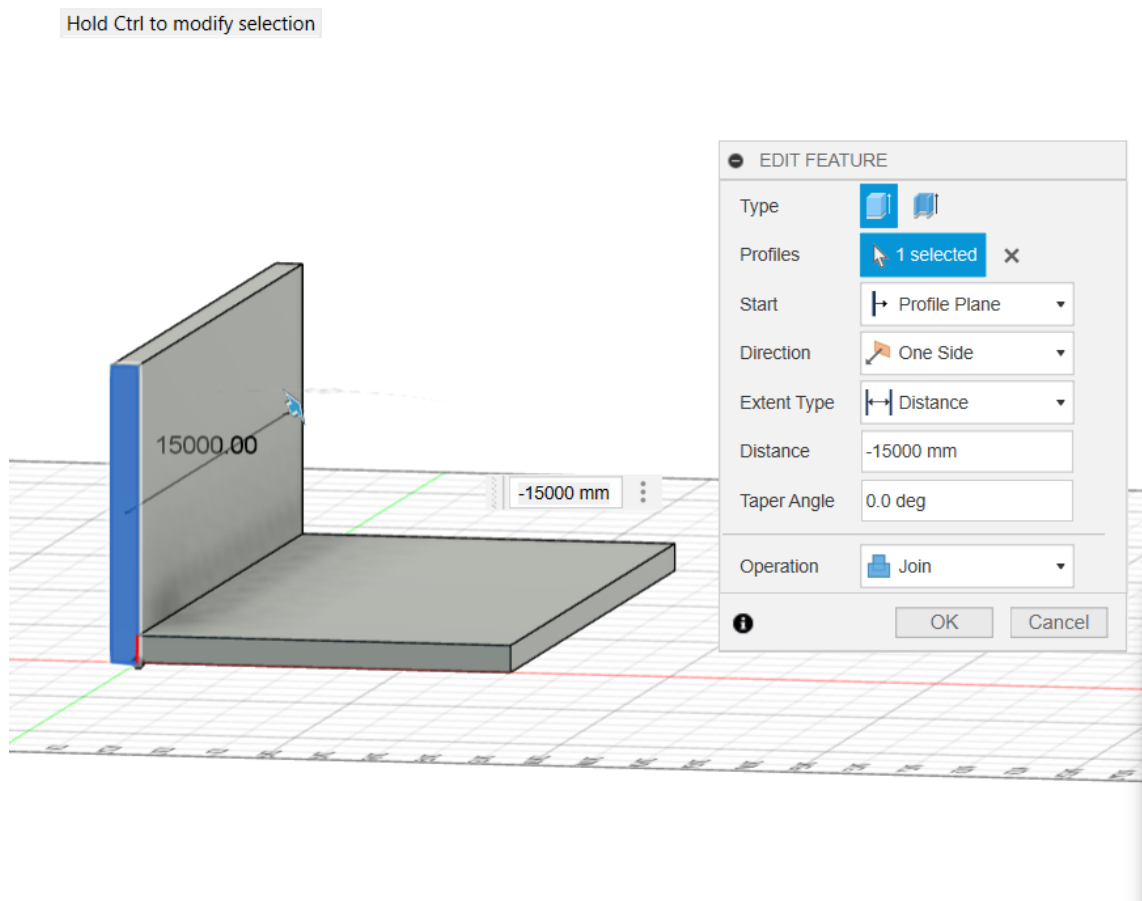 Hold Ctrl to modify selection
EDIT FEATURE
Type
Profiles 1 selected
Start Profile Plane
Direction One Side
Extent Type Distance
Distance -15000 mm
Taper Angle 0.0 deg
Operation Join
OK Cancel
15000.00
-15000 mm